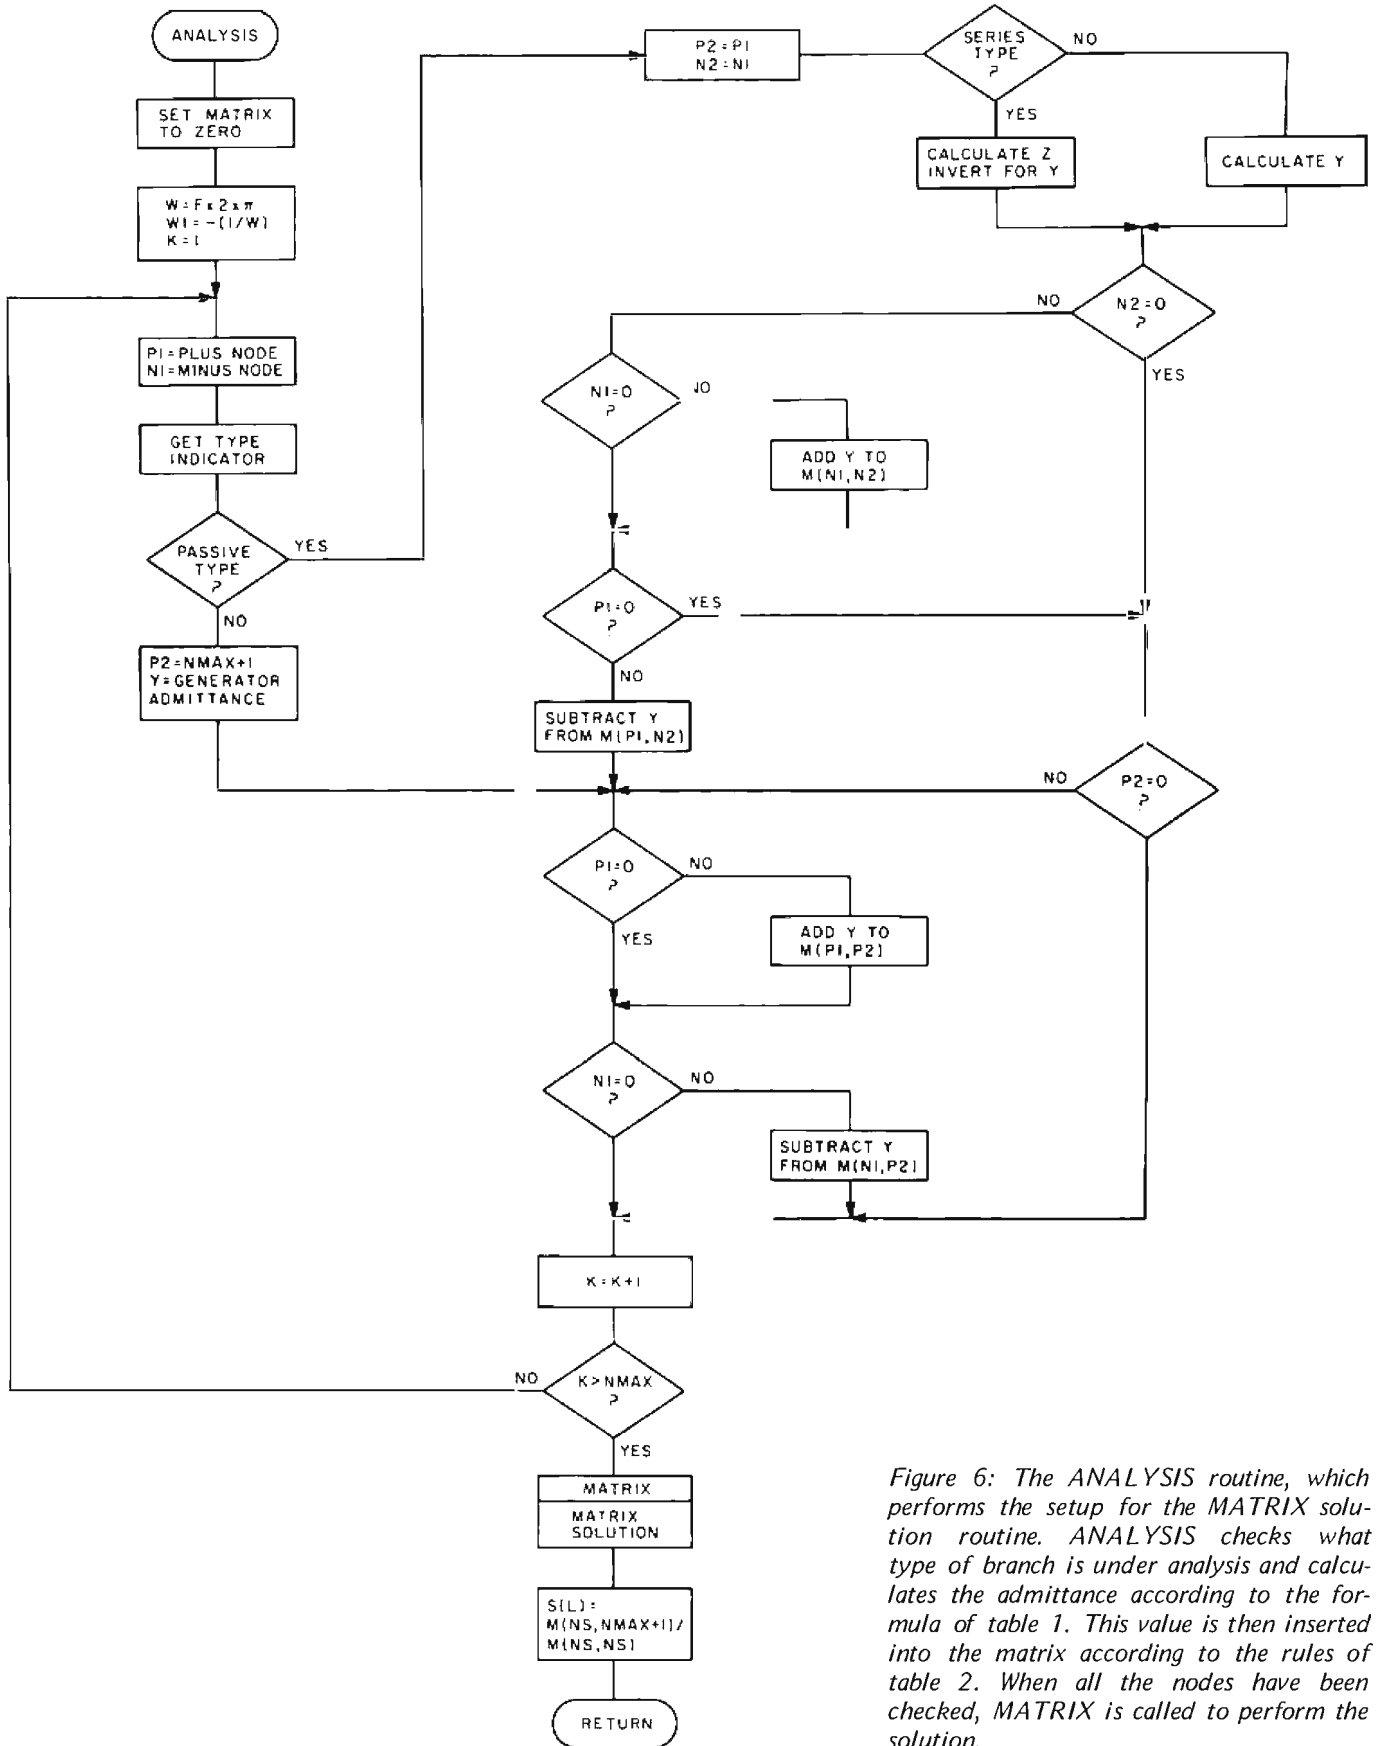 ANALYSIS
SET MATRIX
TO ZERO
W=F×2×π
W1=-(1/W)
K=1
P1=PLUS NODE
N1=MINUS NODE
GET TYPE
INDICATOR
PASSIVE
TYPE
?
YES
NO
P2=NMAX+1
Y=GENERATOR
ADMITTANCE
P2=P1
N2=N1
SERIES
TYPE
?
NO
YES
CALCULATE Z
INVERT FOR Y
CALCULATE Y
N2=0
?
NO
YES
N1=0
?
NO
ADD Y TO
M(N1,N2)
P1=0
?
YES
NO
SUBTRACT Y
FROM M(P1,N2)
P2=0
?
NO
P1=0
?
NO
YES
ADD Y TO
M(P1,P2)
N1=0
?
NO
SUBTRACT Y
FROM M(N1,P2)
K=K+1
K>NMAX
?
NO
YES
MATRIX
MATRIX
SOLUTION
S(L)=
M(NS,NMAX+1)/
M(NS,NS)
RETURN
Figure 6: The ANALYSIS routine, which
performs the setup for the MATRIX solu-
tion routine. ANALYSIS checks what
type of branch is under analysis and calcu-
lates the admittance according to the for-
mula of table 1. This value is then inserted
into the matrix according to the rules of
table 2. When all the nodes have been
checked, MATRIX is called to perform the
solution.